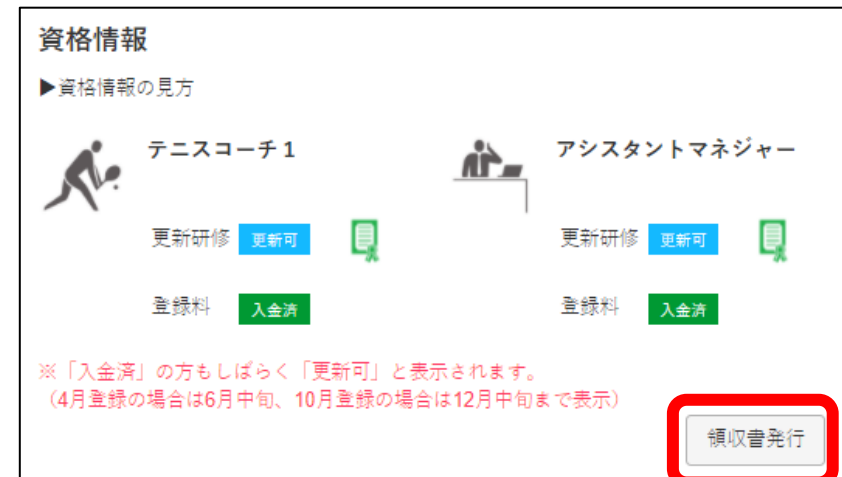 資格情報
▶資格情報の見方
テニスコーチ1
アシスタントマネジャー
更新研修 更新可
更新研修 更新可
登録料 入金済
登録料 入金済
※「入金済」の方もしばらく「更新可」と表示されます。
（4月登録の場合は6月中旬、10月登録の場合は12月中旬まで表示）
領収書発行